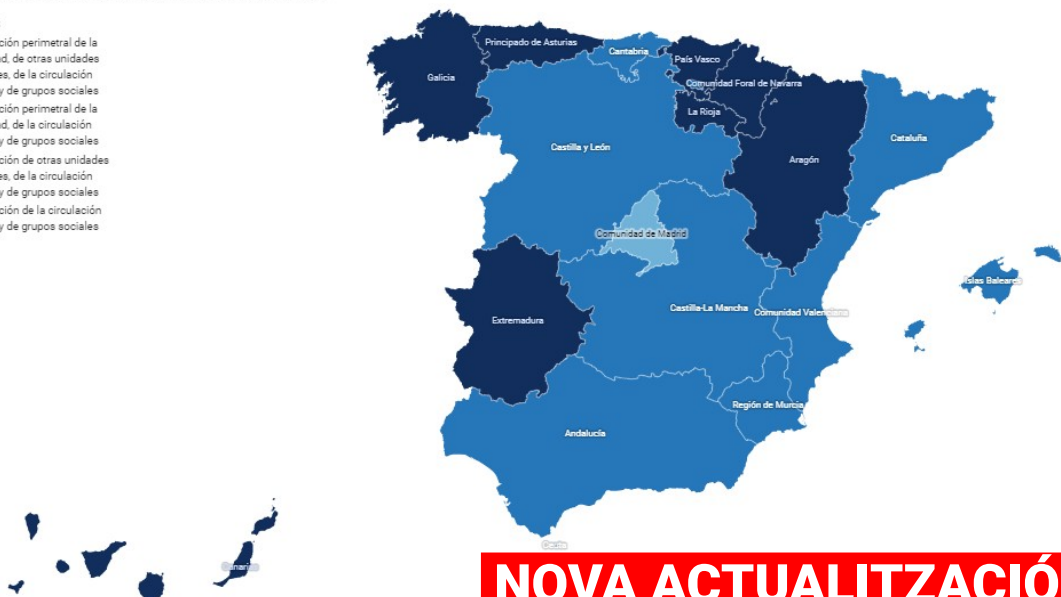 ción perimetral de la
d, de otras unidades
es, de la circulación
y de grupos sociales
ción perimetral de la
d, de la circulación
y de grupos sociales
ción de otras unidades
es, de la circulación
y de grupos sociales
ción de la circulación
y de grupos sociales
Principado de Asturias
Cantabria
País Vasco
Galicia
Comunidad Foral de Navarra
La Rioja
Cataluña
Castilla y León
Aragón
Comunidad de Madrid
Islas Baleares
Castilla-La Mancha
Comunidad Valenciana
Extremadura
Región de Murcia
Andalucía
Ceuta
Canarias
NOVA ACTUALITZACIÓ